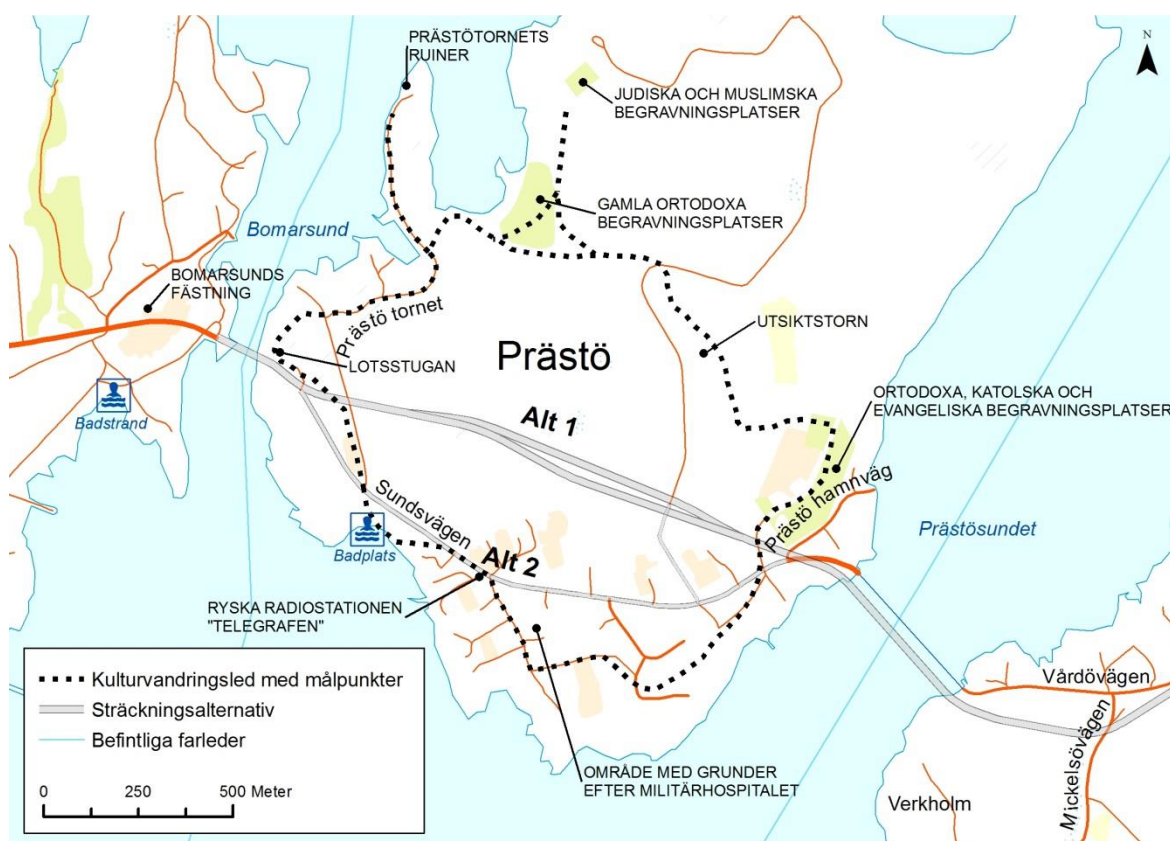 PRÄSTÖTORNETS
RUINER
N
JUDISKA OCH MUSLIMSKA
BEGRAVNINGSPLATSER
GAMLA ORTODOXA
BEGRAVNINGSPLATSER
Bomarsund
BOMARSUNDS
FÄSTNING
Prästö tornet
UTSIKTSTORN
LOTSSTUGAN
Prästö
Badstrand
Alt 1
ORTODOXA, KATOLSKA OCH
EVANGELISKA BEGRAVNINGSPLATSER
Prästö hamnväg
Sundsvägen
Prästösundet
Badplats
Alt 2
RYSKA RADIOSTATIONEN
"TELEGRAFEN"
Vårdövägen
Mickelsövägen
OMRÅDE MED GRUNDER
EFTER MILITÄRHOSPITALET
Verkholm
Kulturvandringsled med målpunkter
Sträckningsalternativ
Befintliga farleder
0 250 500 Meter